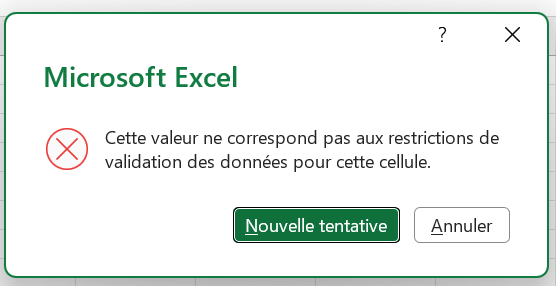 ?
Microsoft Excel
Cette valeur ne correspond pas aux restrictions de
validation des données pour cette cellule.
Nouvelle tentative
Annuler